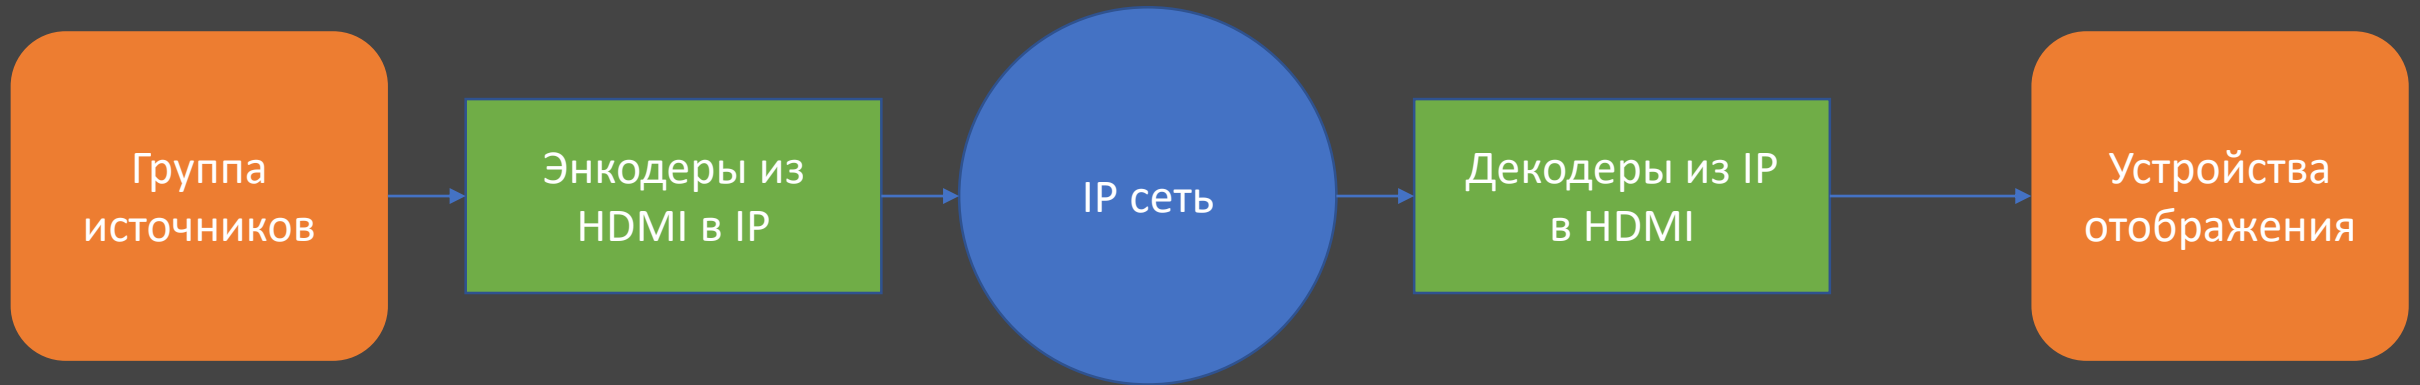 Группа
источников
Энкодеры из
HDMI в IP
IP сеть
Декодеры из IP
в HDMI
Устройства
отображения